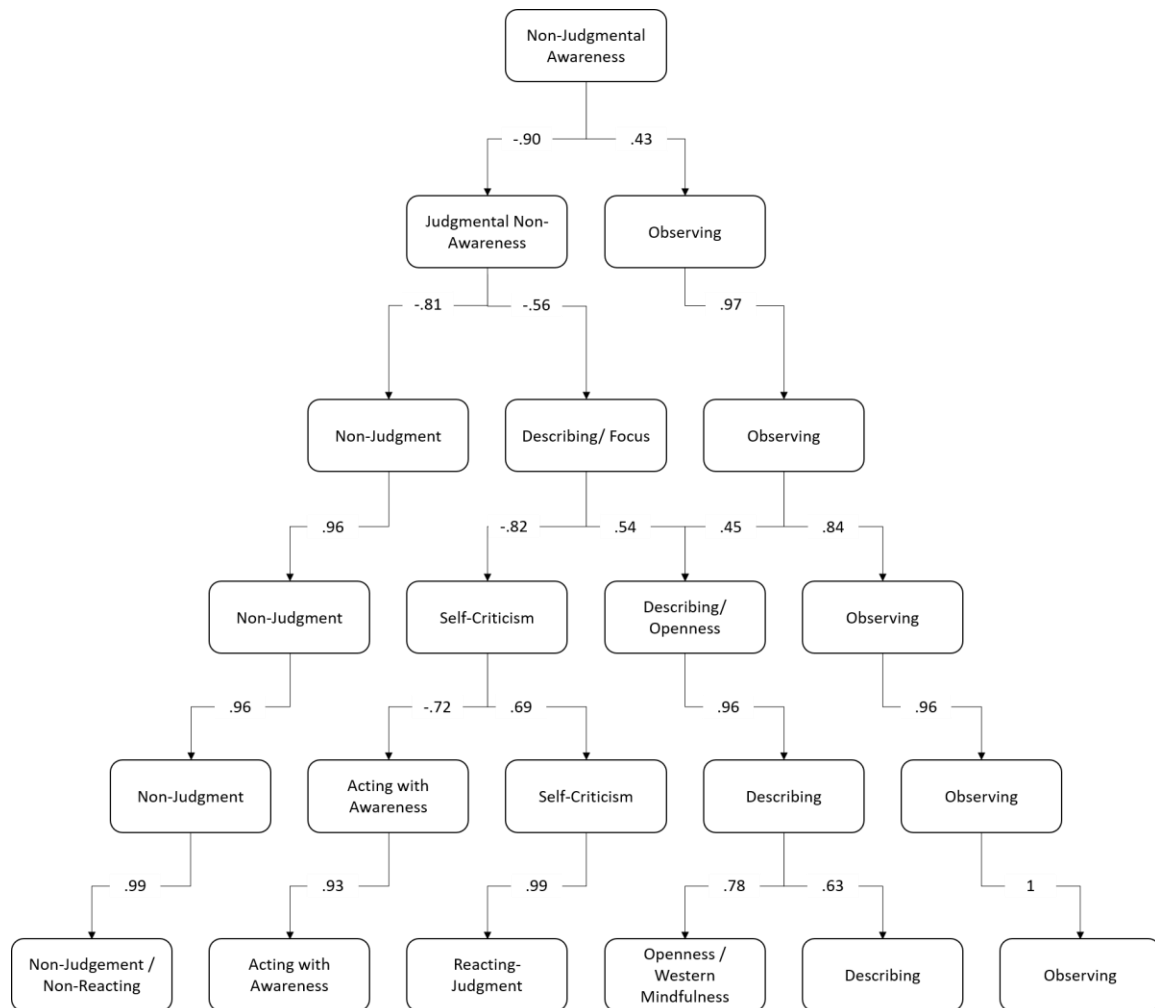 Non-Judgmental
Awareness
-.90
.43
Judgmental Non-
Awareness
Observing
-.81
-.56
.97
Non-Judgment
Describing/ Focus
Observing
.96
-.82
.54
.45
.84
Non-Judgment
Self-Criticism
Describing/
Openness
Observing
.96
-.72
.69
.96
.96
Non-Judgment
Acting with
Awareness
Self-Criticism
Describing
Observing
.99
.93
.99
.78
.63
1
Non-Judgement /
Non-Reacting
Acting with
Awareness
Reacting-
Judgment
Openness /
Western
Mindfulness
Describing
Observing